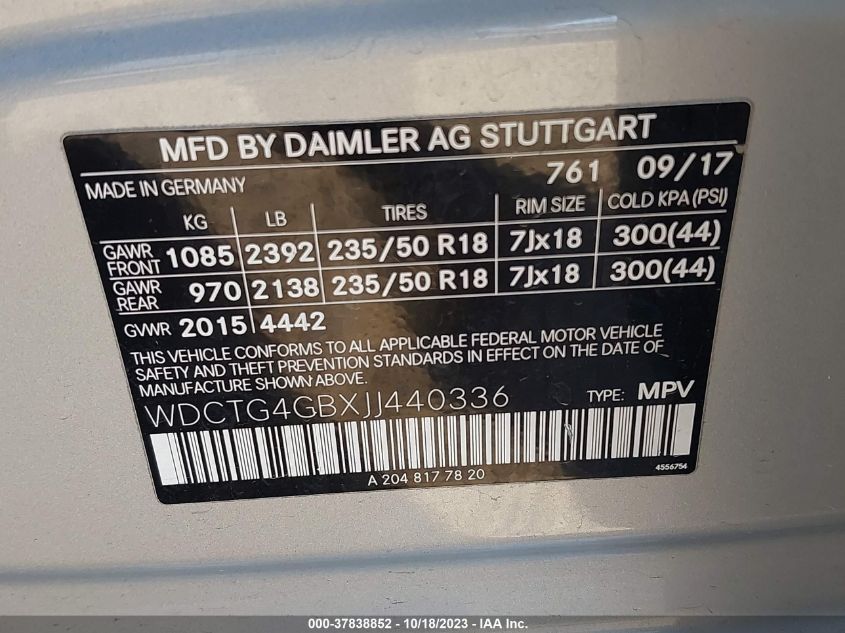 MFD BY DAIMLER AG STUTTGART
MADE IN GERMANY 761 09/17
KG LB TIRES RIM SIZE COLD KPA (PSI)
GAWR FRONT 1085 2392 235/50 R18 7Jx18 300(44)
GAWR REAR 970 2138 235/50 R18 7Jx18 300(44)
GVWR 2015 4442
THIS VEHICLE CONFORMS TO ALL APPLICABLE FEDERAL MOTOR VEHICLE
SAFETY AND THEFT PREVENTION STANDARDS IN EFFECT ON THE DATE OF
MANUFACTURE SHOWN ABOVE.
WDCTG4GBXJJ440336 TYPE: MPV
A 204 817 78 20 4556754
000-37838852 - 10/18/2023 - IAAI.com